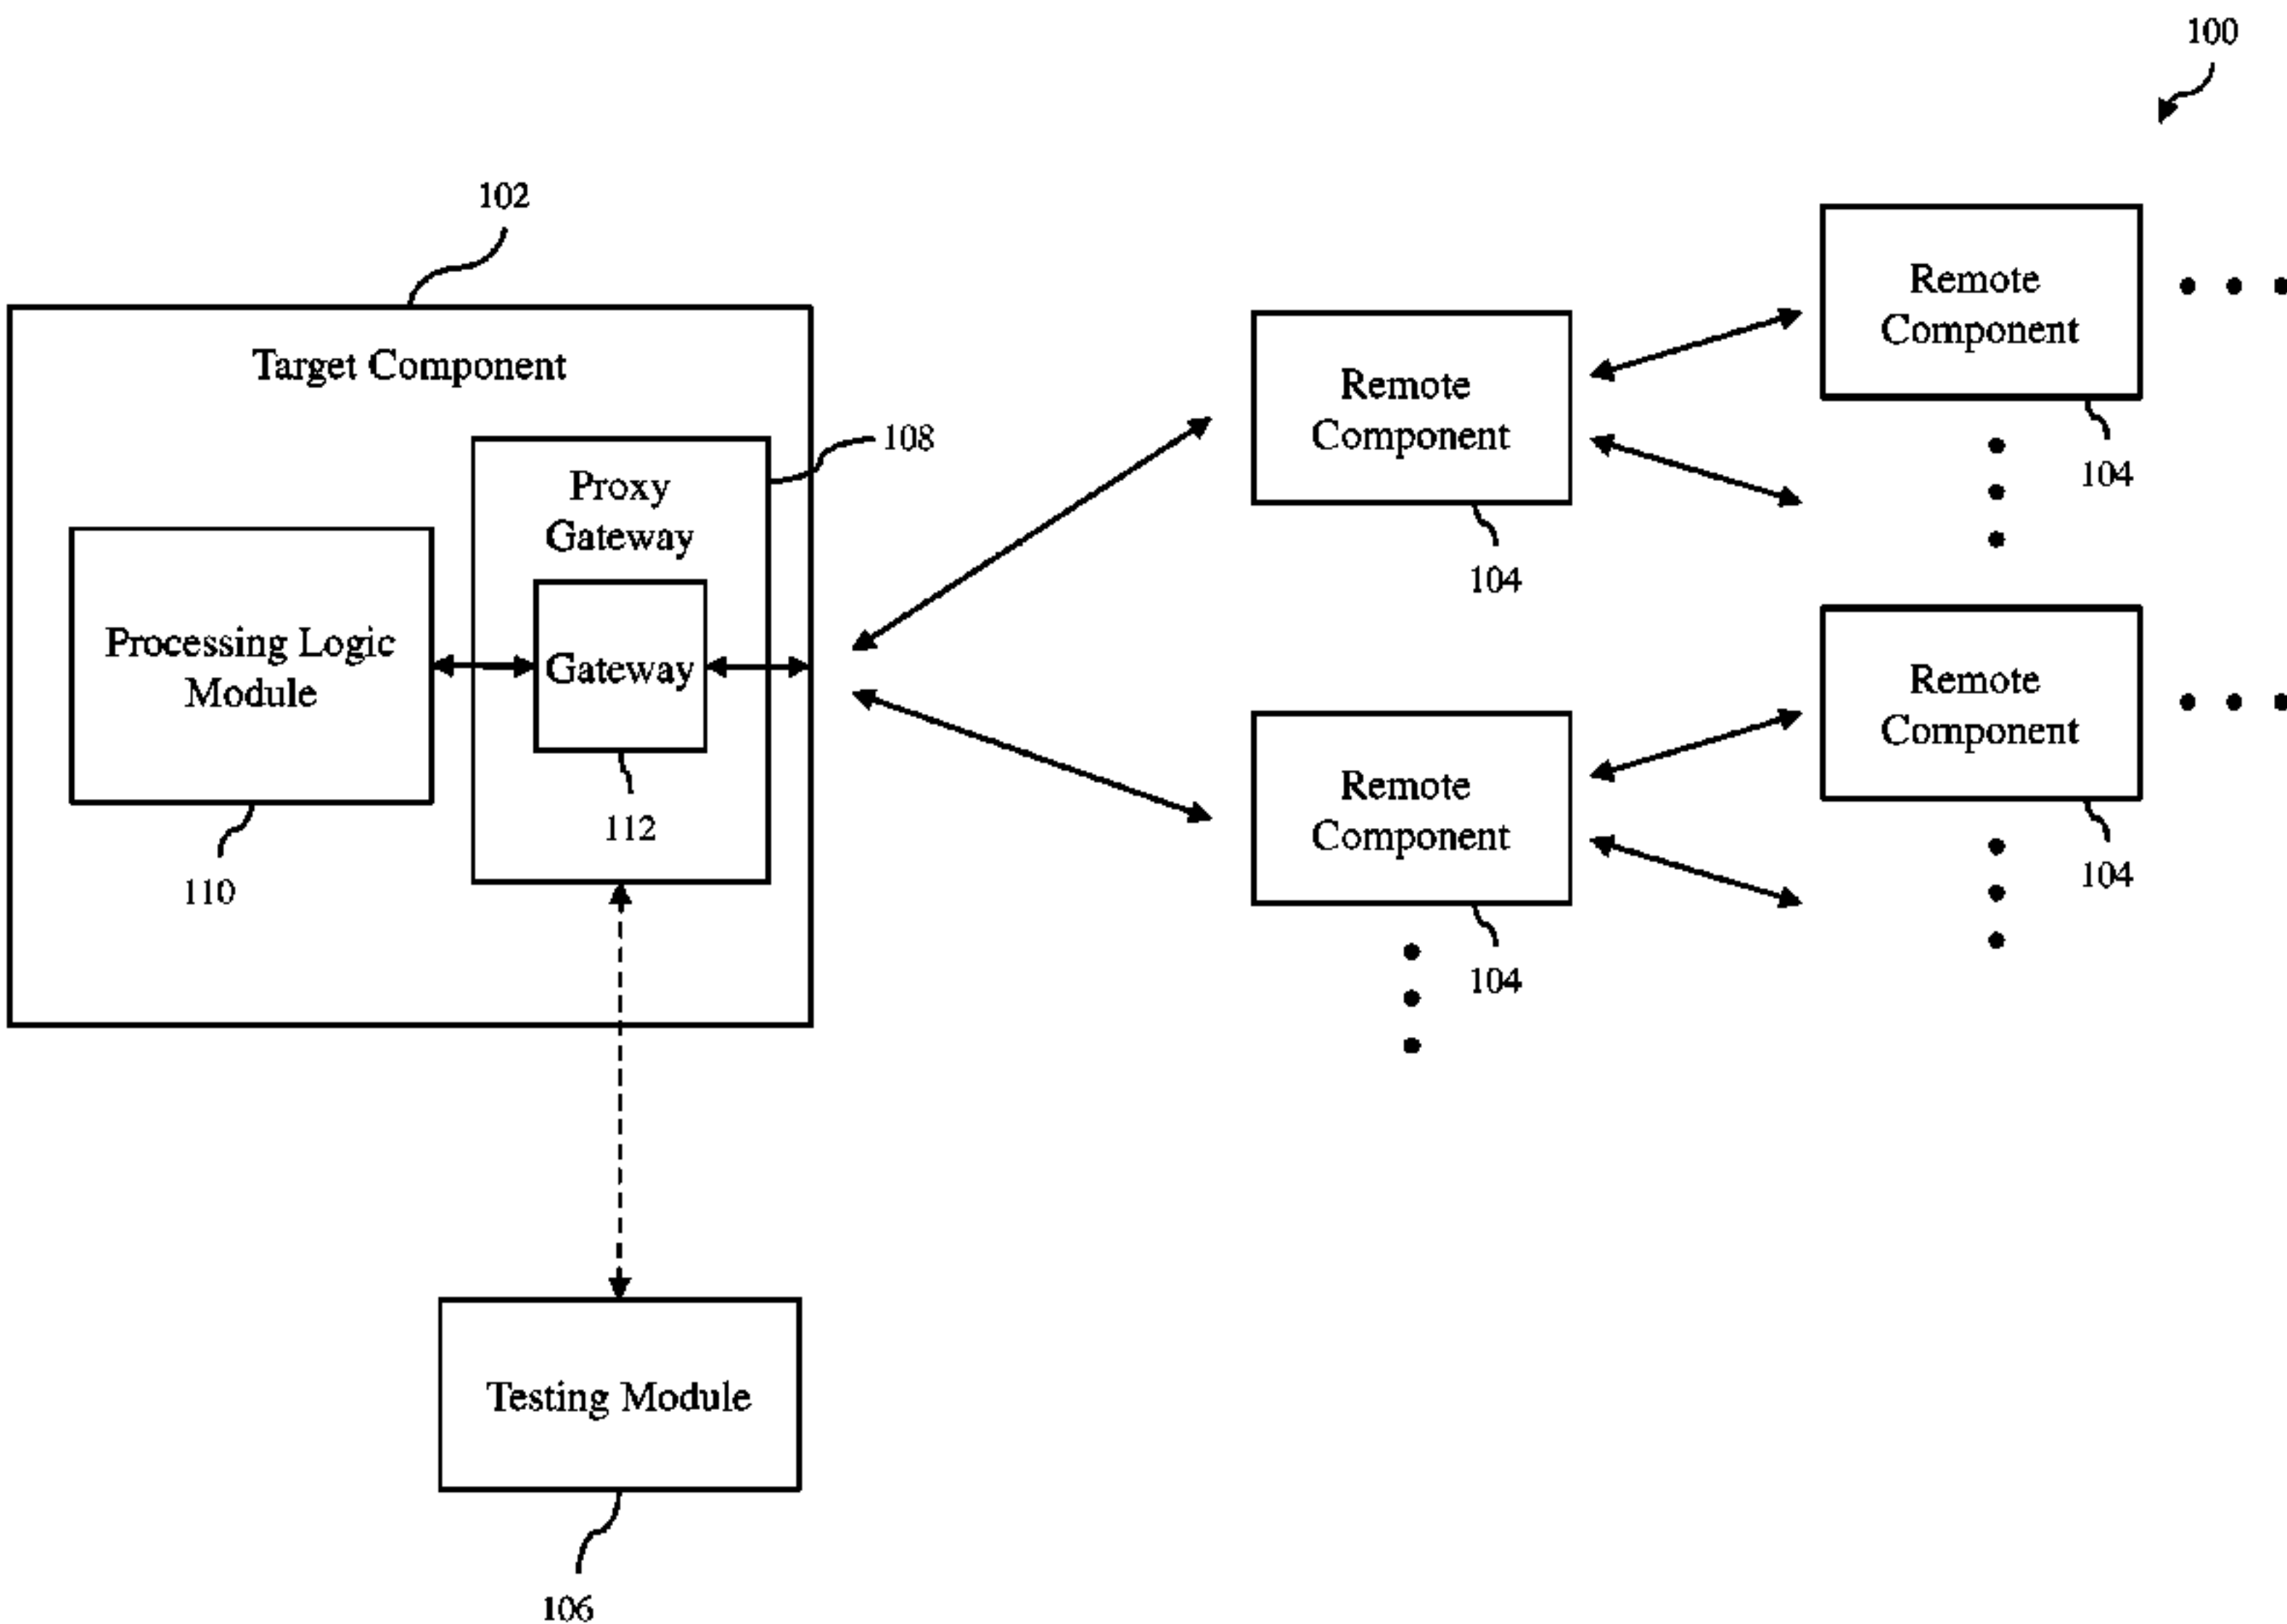 100
102
Target Component
108
Proxy
Gateway
Processing Logic
Module
Gateway
112
110
Remote
Component
104
Remote
Component
104
Remote
Component
104
Remote
Component
104
Testing Module
106